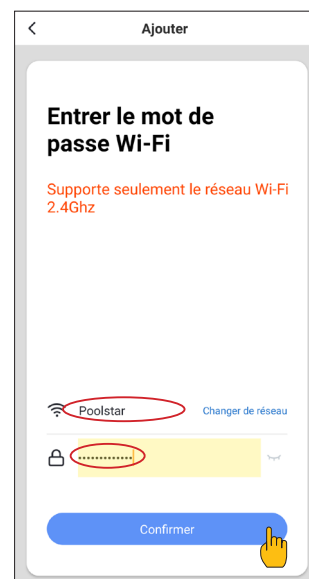 Ajouter
Entrer le mot de
passe Wi-Fi
Supporte seulement le réseau Wi-Fi
2.4Ghz
Poolstar Changer de réseau
••••••••••••
Confirmer